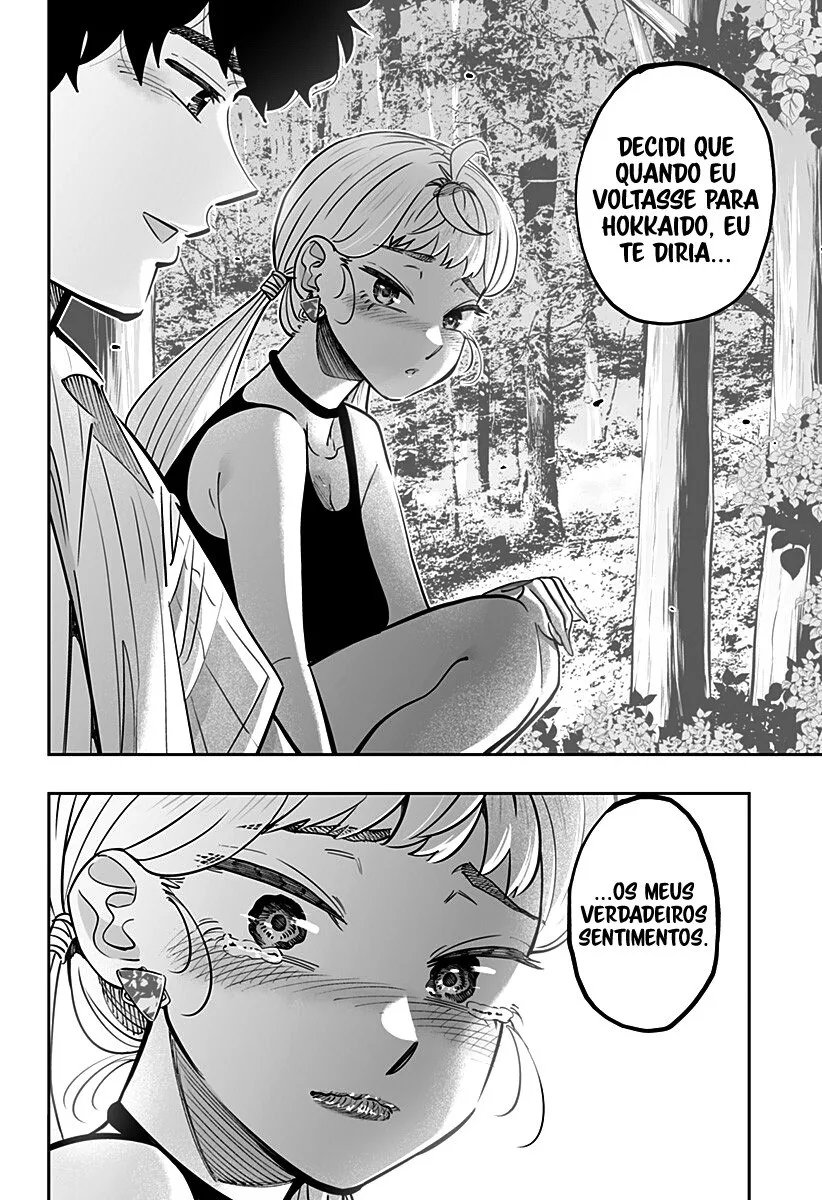 DECIDI QUE
QUANDO EU
VOLTASSE PARA
HOKKAIDO, EU
TE DIRIA...
...OS MEUS
VERDADEIROS
SENTIMENTOS.